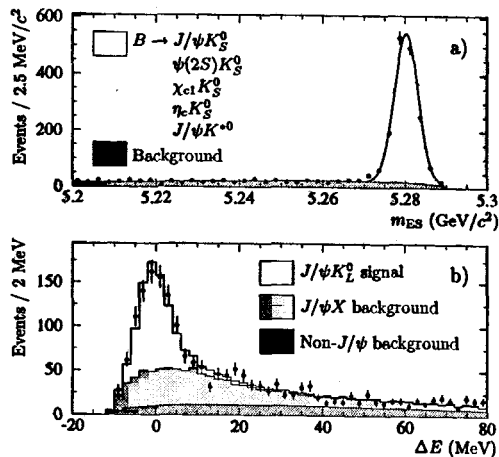 600
400
200
0
Events / 2.5 MeV/c²
B → J/ψK⁰_S
ψ(2S)K⁰_S
χ_c1K⁰_S
η_cK⁰_S
J/ψK*⁰
Background
a)
5.2 5.22 5.24 5.26 5.28 5.3
m_ES (GeV/c²)
150
100
50
0
Events / 2 MeV
J/ψK⁰_L signal
J/ψX background
Non-J/ψ background
b)
-20 0 20 40 60 80
ΔE (MeV)